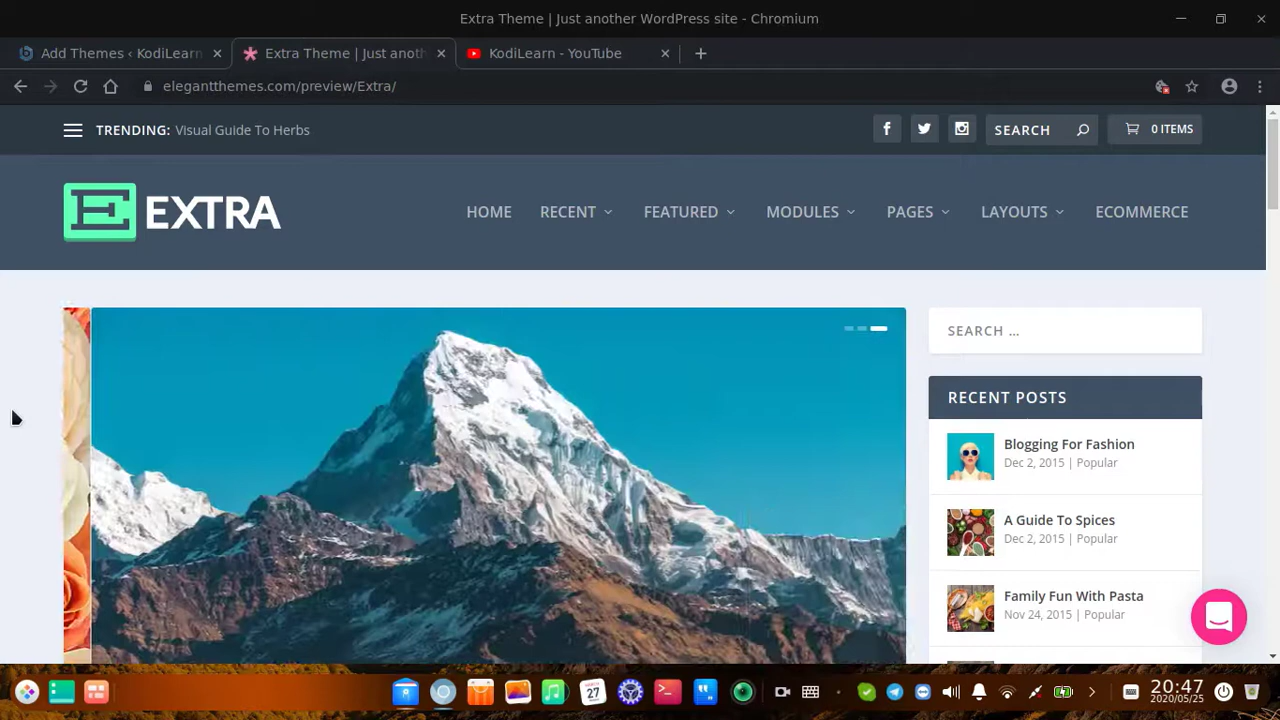 Extra Theme | Just another WordPress site - Chromium
Add Themes ‹ KodiLearn
Extra Theme | Just anoth
KodiLearn - YouTube
elegantthemes.com/preview/Extra/
TRENDING: Visual Guide To Herbs
SEARCH
0 ITEMS
E EXTRA
HOME RECENT FEATURED MODULES PAGES LAYOUTS ECOMMERCE
SEARCH …
RECENT POSTS
Blogging For Fashion
Dec 2, 2015 | Popular
A Guide To Spices
Dec 2, 2015 | Popular
Family Fun With Pasta
Nov 24, 2015 | Popular
MARCH
27
20:47
2020/05/25